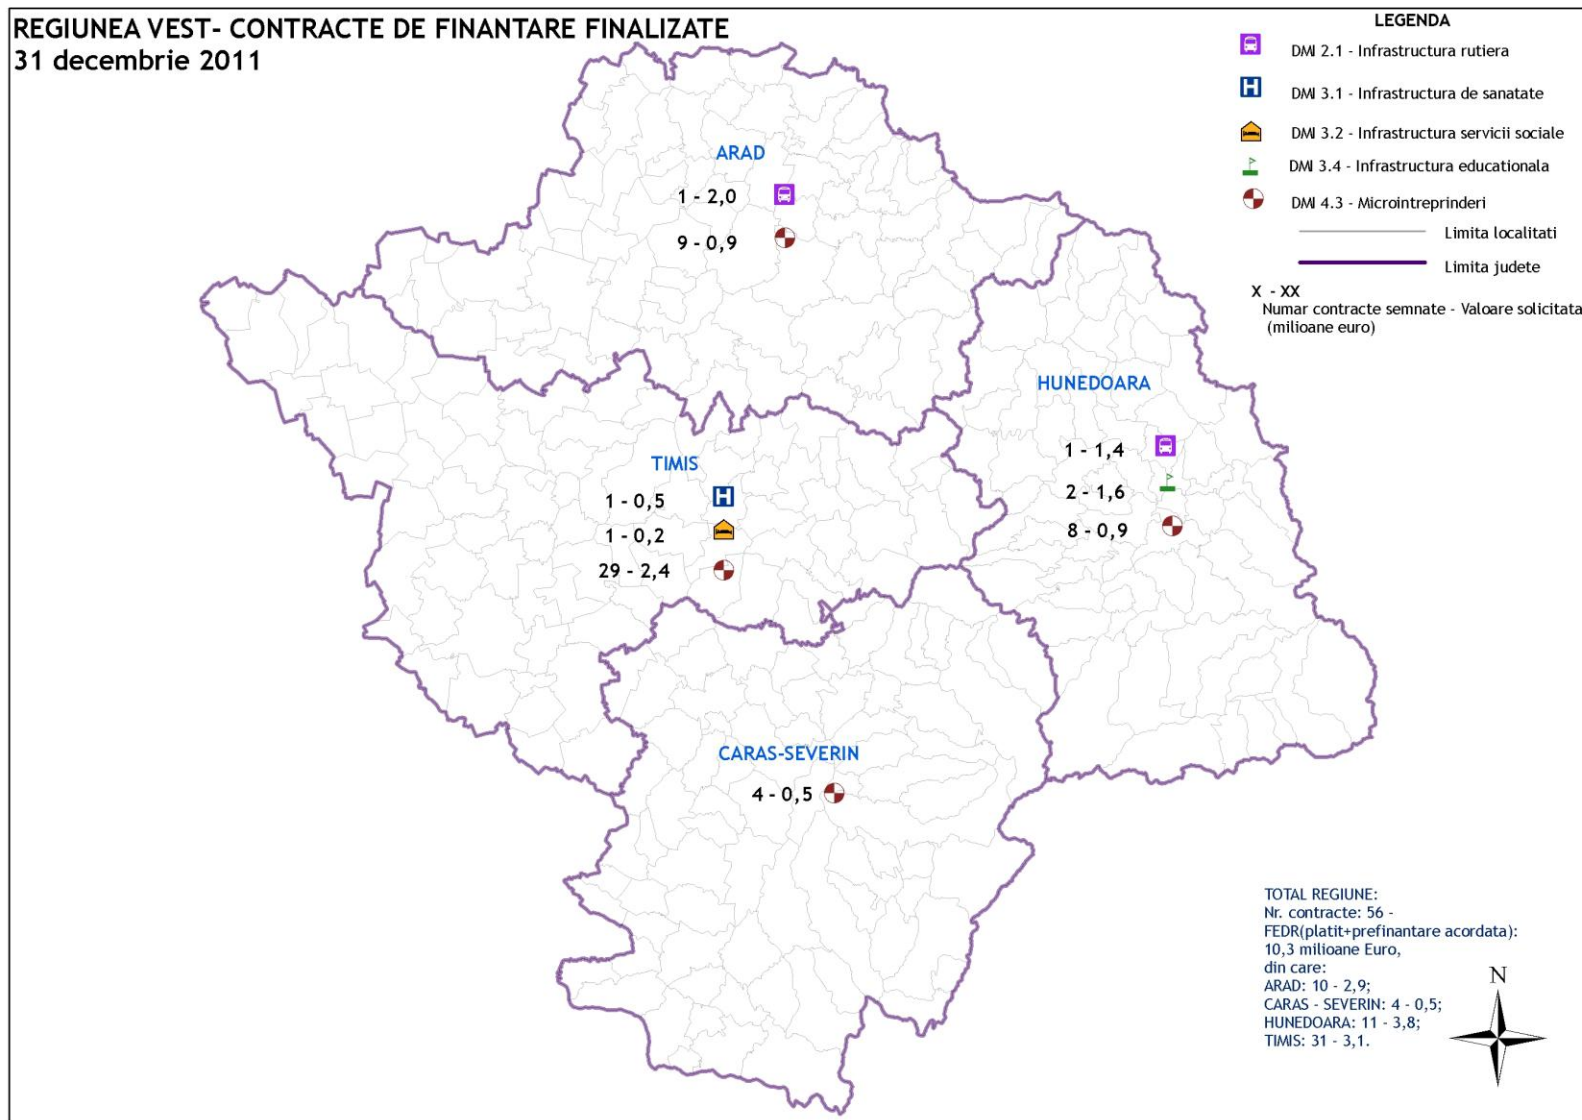 REGIUNEA VEST- CONTRACTE DE FINANTARE FINALIZATE
31 decembrie 2011
LEGENDA
DMI 2.1 - Infrastructura rutiera
DMI 3.1 - Infrastructura de sanatate
DMI 3.2 - Infrastructura servicii sociale
DMI 3.4 - Infrastructura educationala
DMI 4.3 - Microintreprinderi
Limita localitati
Limita judete
X - XX
Numar contracte semnate - Valoare solicitata
(milioane euro)
ARAD
1 - 2,0
9 - 0,9
HUNEDOARA
1 - 1,4
2 - 1,6
8 - 0,9
TIMIS
H
1 - 0,5
1 - 0,2
29 - 2,4
CARAS-SEVERIN
4 - 0,5
TOTAL REGIUNE:
Nr. contracte: 56 -
FEDR(platit+prefinantare acordata):
10,3 milioane Euro,
din care:
ARAD: 10 - 2,9;
CARAS - SEVERIN: 4 - 0,5;
HUNEDOARA: 11 - 3,8;
TIMIS: 31 - 3,1.
N